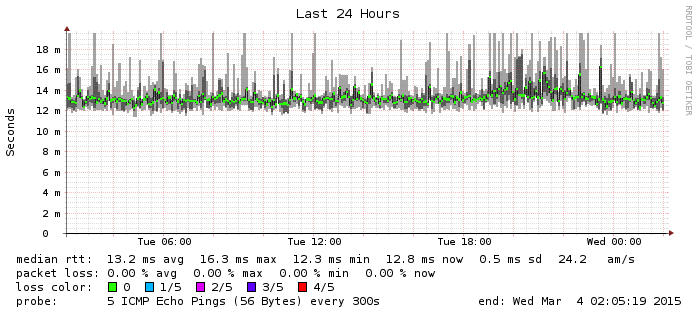 Last 24 Hours
RRDTOOL / TOBI OETIKER
Seconds
18 m
16 m
14 m
12 m
10 m
8 m
6 m
4 m
2 m
0
Tue 06:00 Tue 12:00 Tue 18:00 Wed 00:00
median rtt: 13.2 ms avg 16.3 ms max 12.3 ms min 12.8 ms now 0.5 ms sd 24.2 am/s
packet loss: 0.00 % avg 0.00 % max 0.00 % min 0.00 % now
loss color: 0 1/5 2/5 3/5 4/5
probe: 5 ICMP Echo Pings (56 Bytes) every 300s end: Wed Mar 4 02:05:19 2015